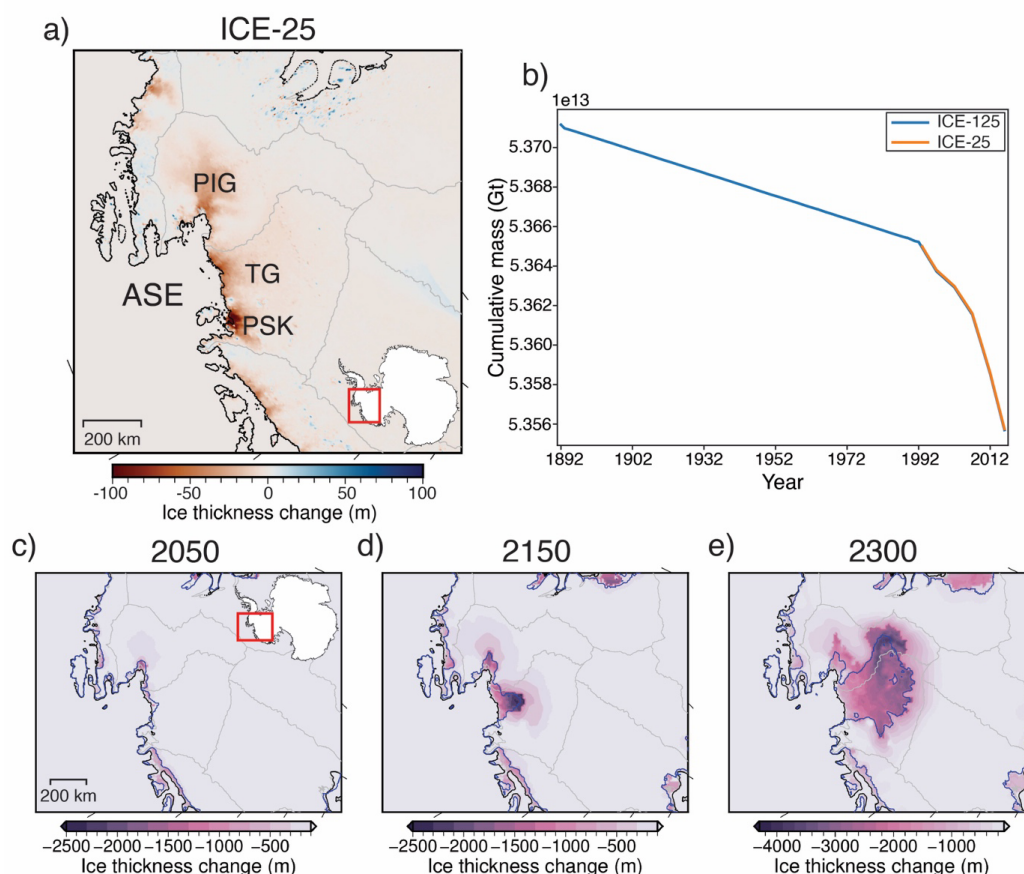 a)
ICE-25
PIG
TG
ASE
PSK
200 km
-100 -50 0 50 100
Ice thickness change (m)
b)
1e13
ICE-125
ICE-25
5.370
5.368
5.366
5.364
5.362
5.360
5.358
5.356
Cumulative mass (Gt)
1892 1902 1932 1952 1972 1992 2012
Year
c)
2050
200 km
−2500 −2000 −1500 −1000 −500
Ice thickness change (m)
d)
2150
−2500 −2000 −1500 −1000 −500
Ice thickness change (m)
e)
2300
−4000 −3000 −2000 −1000
Ice thickness change (m)